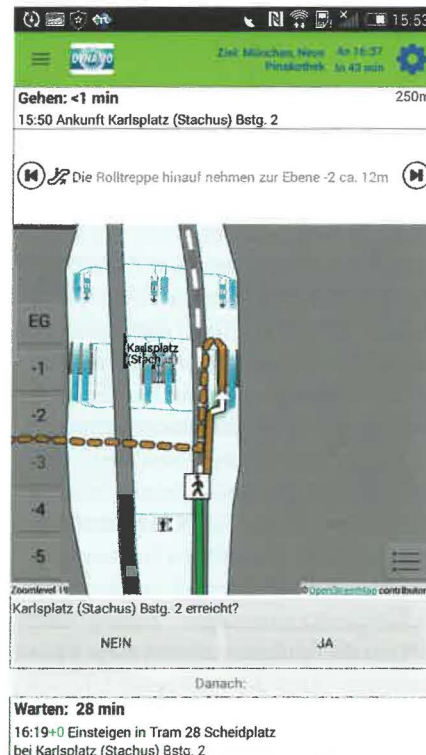 15:53
DYNAMO
Ziel: München, Neue Pinakothek
An 16:37
In 43 min
Gehen: <1 min
250m
15:50 Ankunft Karlsplatz (Stachus) Bstg. 2
Die Rolltreppe hinauf nehmen zur Ebene -2 ca. 12m
EG
-1
-2
-3
-4
-5
Karlsplatz
(Stach
Zoomlevel 19
©OpenStreetMap contributor
Karlsplatz (Stachus) Bstg. 2 erreicht?
NEIN
JA
Danach:
Warten: 28 min
16:19+0 Einsteigen in Tram 28 Scheidplatz
bei Karlsplatz (Stachus) Bstg. 2